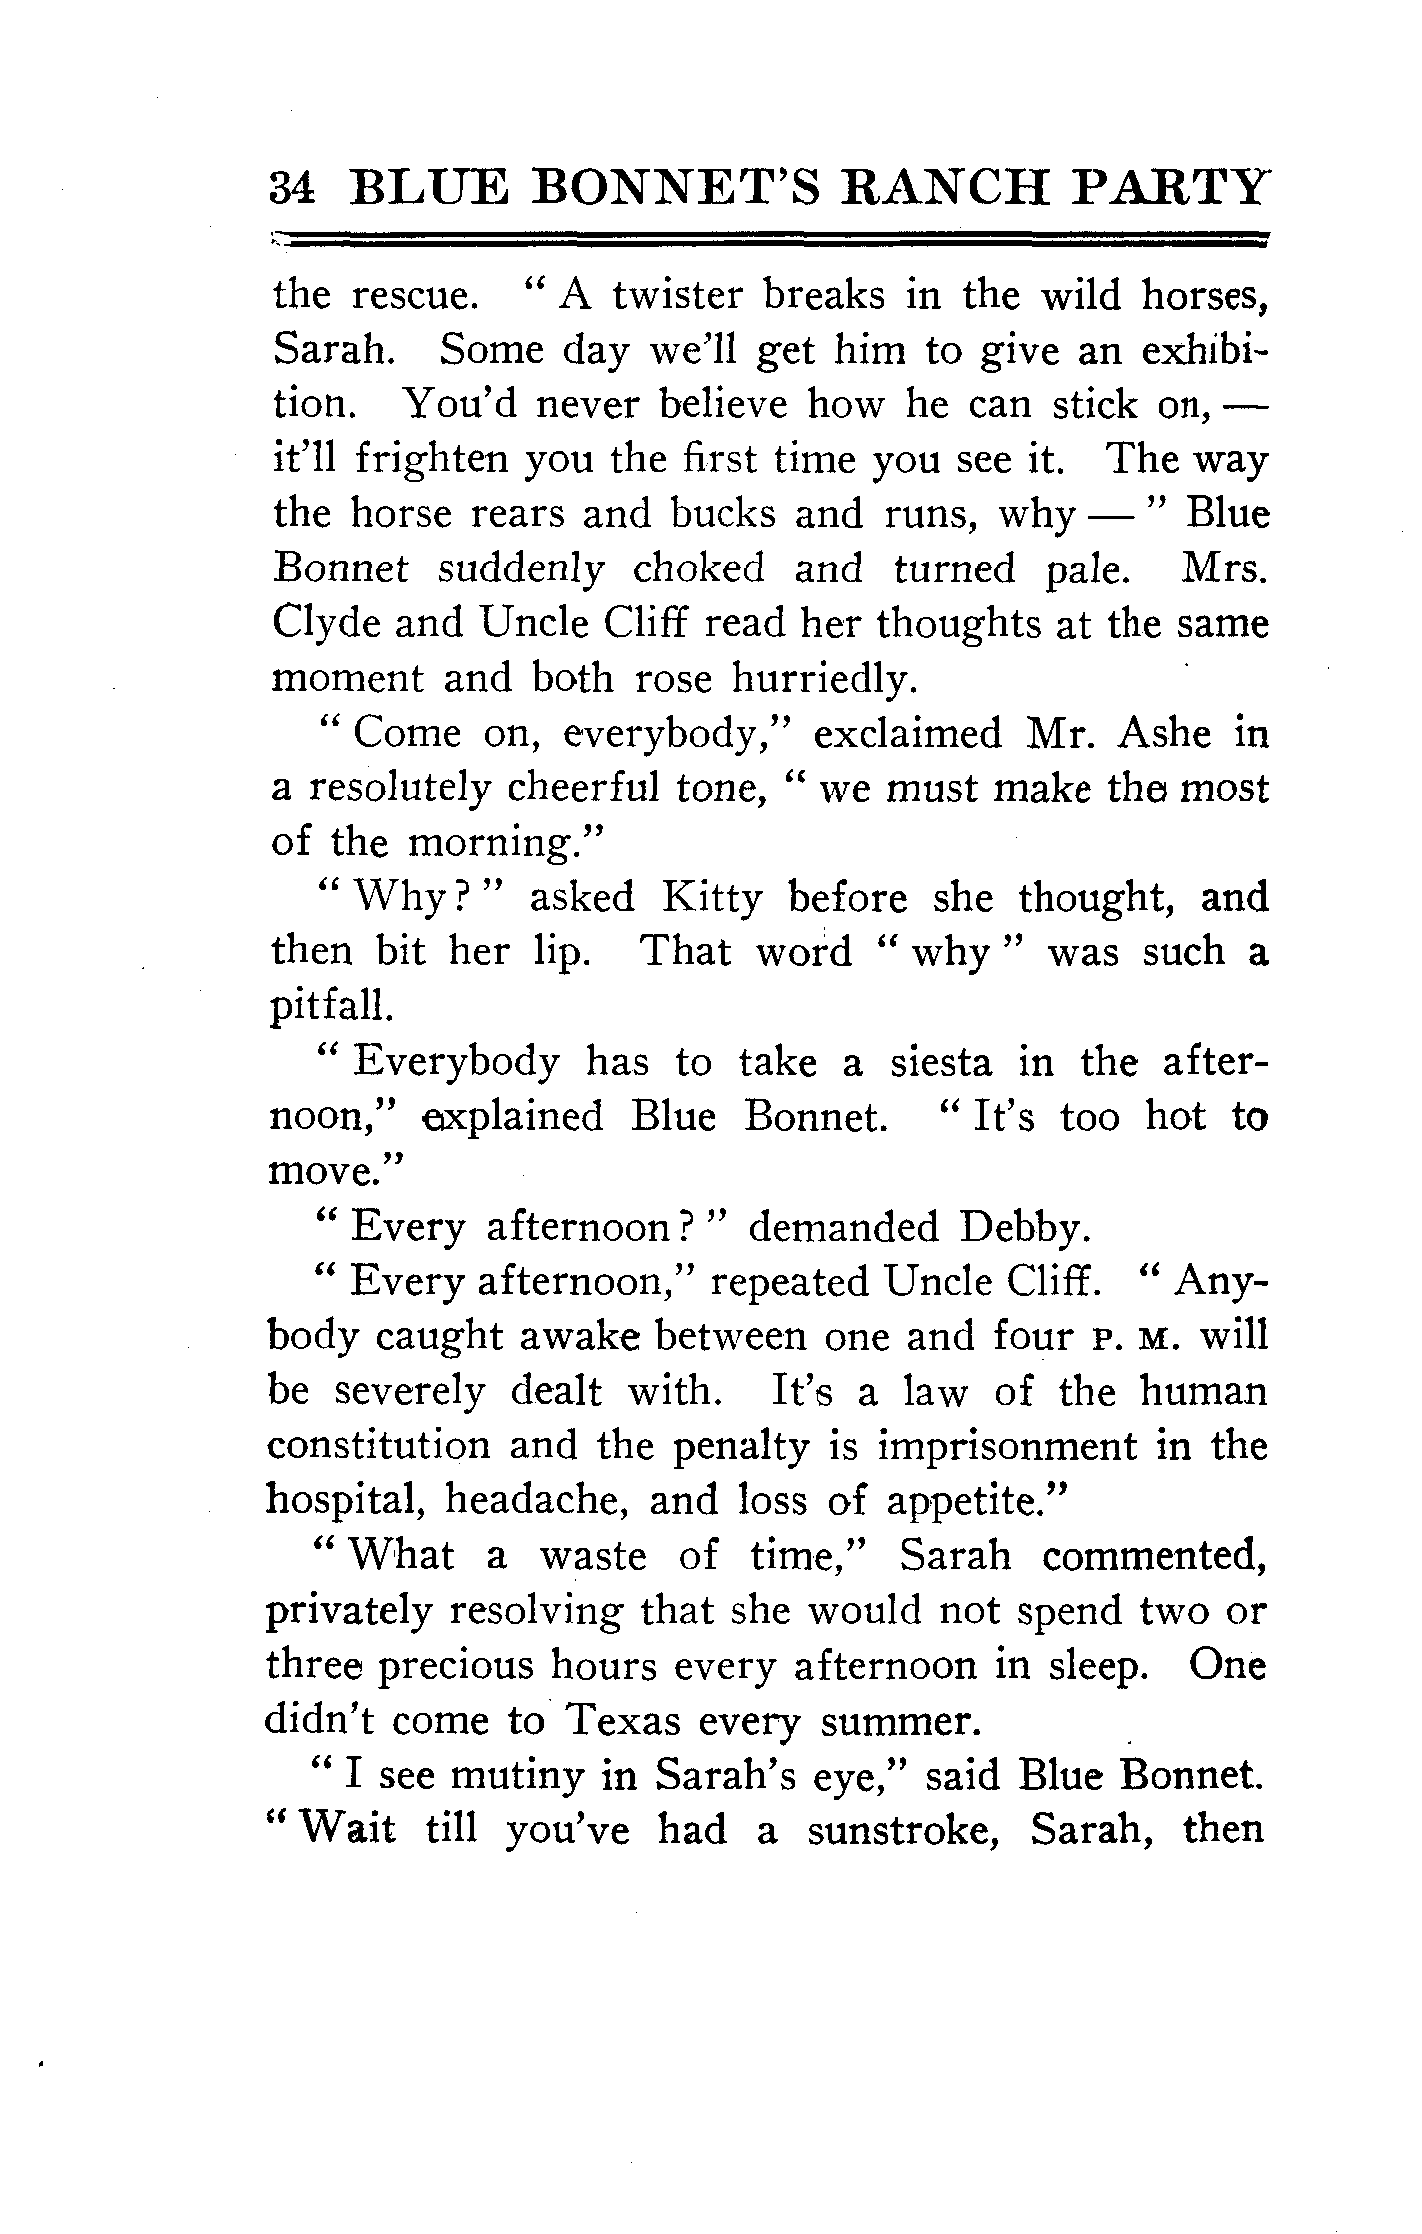 34 BLUE BONNET'S RANCH PARTY
the rescue. " A twister breaks in the wild horses,
Sarah. Some day we'll get him to give an exhibi-
tion. You'd never believe how he can stick on, —
it'll frighten you the first time you see it. The way
the horse rears and bucks and runs, why — " Blue
Bonnet suddenly choked and turned pale. Mrs.
Clyde and Uncle Cliff read her thoughts at the same
moment and both rose hurriedly.
" Come on, everybody," exclaimed Mr. Ashe in
a resolutely cheerful tone, " we must make the most
of the morning."
" Why? " asked Kitty before she thought, and
then bit her lip. That word " why " was such a
pitfall.
" Everybody has to take a siesta in the after-
noon," explained Blue Bonnet. " It's too hot to
move."
" Every afternoon? " demanded Debby.
" Every afternoon," repeated Uncle Cliff. " Any-
body caught awake between one and four P. M. will
be severely dealt with. It's a law of the human
constitution and the penalty is imprisonment in the
hospital, headache, and loss of appetite."
" What a waste of time," Sarah commented,
privately resolving that she would not spend two or
three precious hours every afternoon in sleep. One
didn't come to Texas every summer.
" I see mutiny in Sarah's eye," said Blue Bonnet.
" Wait till you've had a sunstroke, Sarah, then